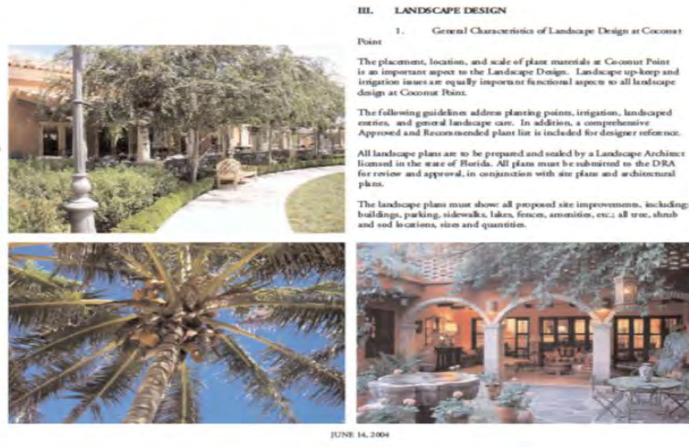 III. LANDSCAPE DESIGN
1. General Characteristics of Landscape Design at Coconut
Point
The placement, location, and scale of plant materials at Coconut Point
is an important aspect to the Landscape Design. Landscape up-keep and
irrigation issues are equally important functional aspects to all landscape
design at Coconut Point.
The following guidelines address planting points, irrigation, landscaped
entries, and general landscape care. In addition, a comprehensive
Approved and Recommended plant list is included for designer reference.
All landscape plans are to be prepared and sealed by a Landscape Architect
licensed in the state of Florida. All plans must be submitted to the DRA
for review and approval, in conjunction with site plans and architectural
plans.
The landscape plans must show: all proposed site improvements, including:
buildings, parking, sidewalks, lakes, fences, amenities, etc.; all tree, shrub
and sod locations, sizes and quantities.
JUNE 14, 2004